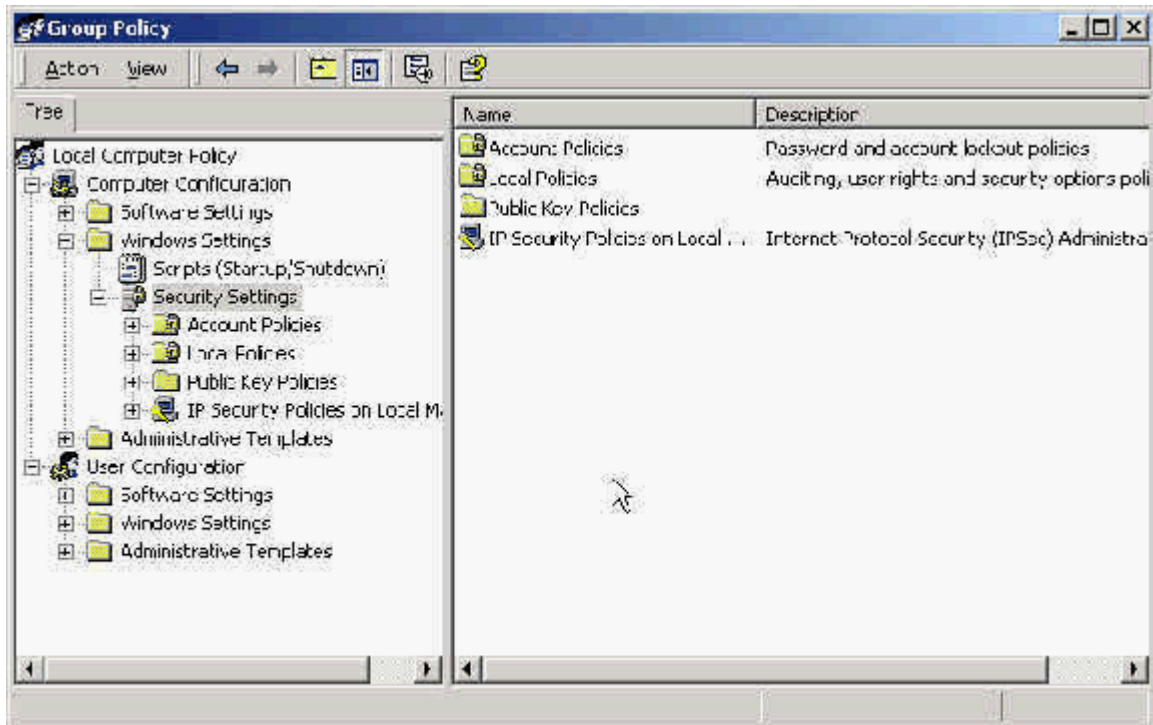 Group Policy
Action View
Tree
Local Computer Policy
Computer Configuration
Software Settings
Windows Settings
Scripts (Startup/Shutdown)
Security Settings
Account Policies
Local Policies
Public Key Policies
IP Security Policies on Local Ma
Administrative Templates
User Configuration
Software Settings
Windows Settings
Administrative Templates
Name Description
Account Policies Password and account lockout policies
Local Policies Auditing, user rights and security options poli
Public Key Policies
IP Security Policies on Local ... Internet Protocol Security (IPSec) Administra